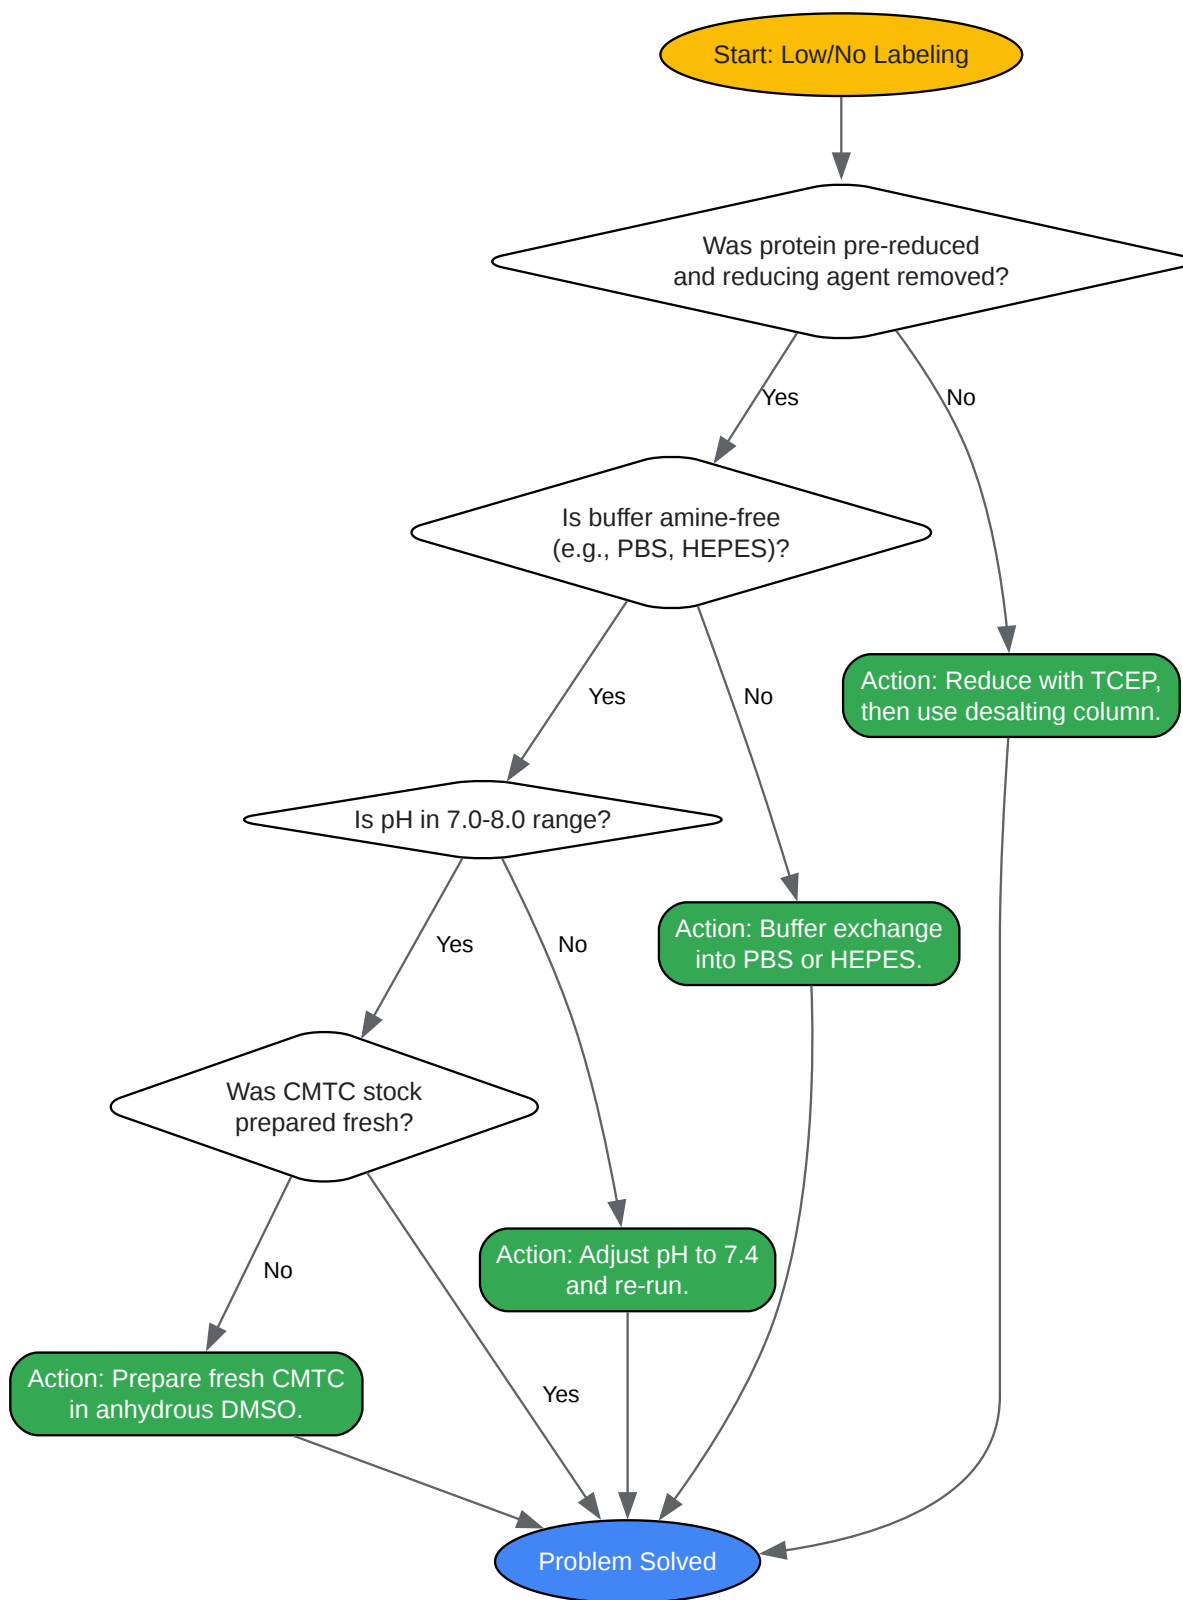 Start: Low/No Labeling
Was protein pre-reduced
and reducing agent removed?
Yes
No
Is buffer amine-free
(e.g., PBS, HEPES)?
Action: Reduce with TCEP,
then use desalting column.
Yes
No
Is pH in 7.0-8.0 range?
Action: Buffer exchange
into PBS or HEPES.
Yes
No
Was CMTC stock
prepared fresh?
Action: Adjust pH to 7.4
and re-run.
No
Yes
Action: Prepare fresh CMTC
in anhydrous DMSO.
Problem Solved